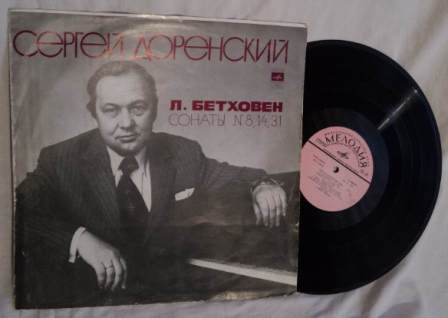 СЕРГЕЙ ДОРЕНСКИЙ
Л. БЕТХОВЕН
СОНАТЫ №8,14,31
МЕЛОДИЯ